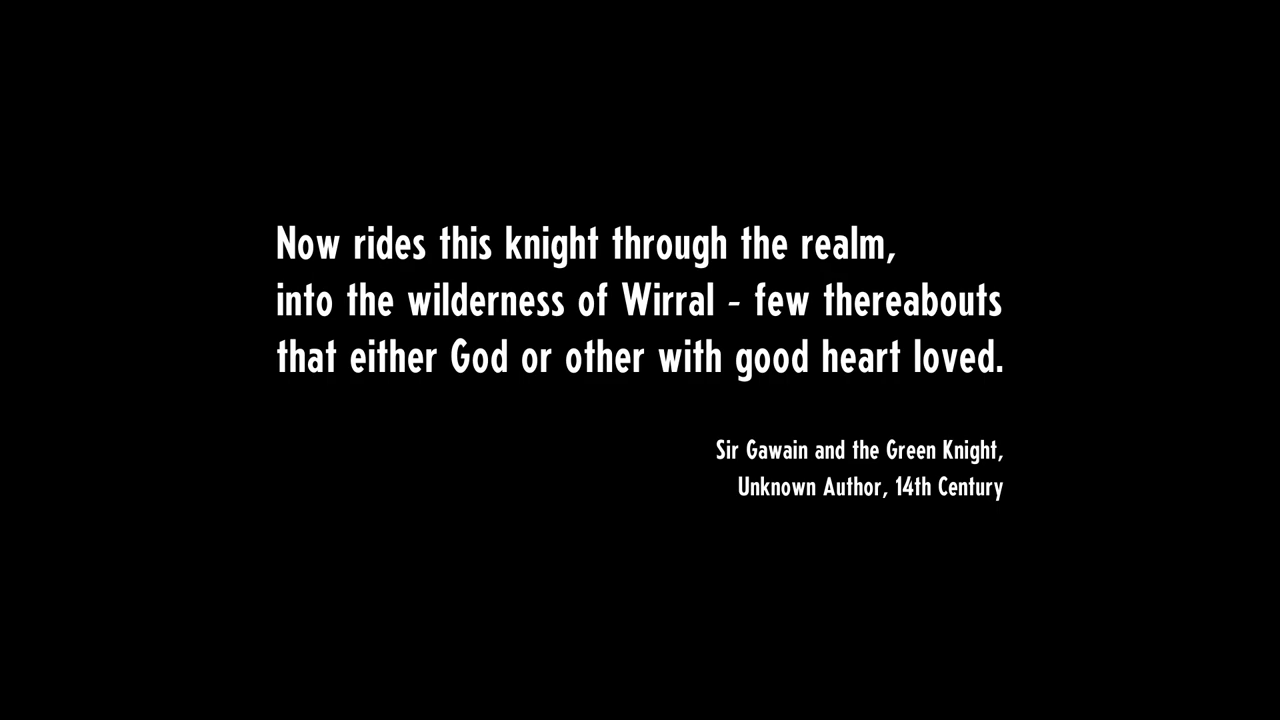 Now rides this knight through the realm,
into the wilderness of Wirral - few thereabouts
that either God or other with good heart loved.
Sir Gawain and the Green Knight,
Unknown Author, 14th Century